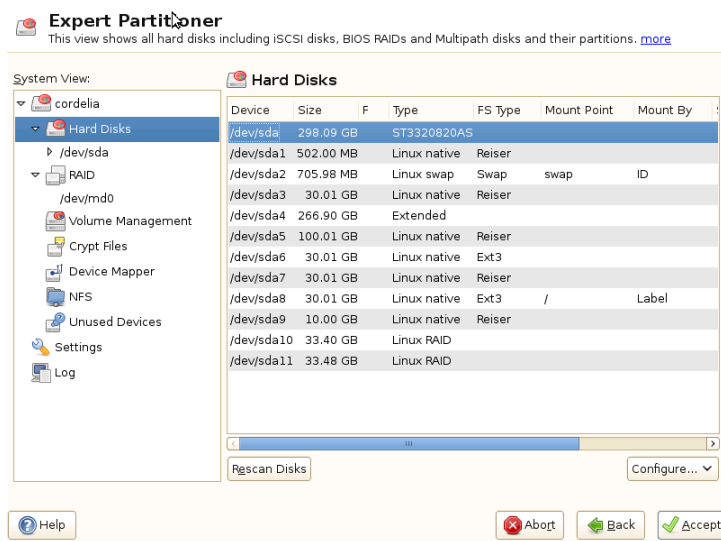 Expert Partitioner
This view shows all hard disks including iSCSI disks, BIOS RAIDs and Multipath disks and their partitions. more
System View:
cordelia
Hard Disks
/dev/sda
RAID
/dev/md0
Volume Management
Crypt Files
Device Mapper
NFS
Unused Devices
Settings
Log
Hard Disks
Device Size F Type FS Type Mount Point Mount By
/dev/sda 298.09 GB ST3320820AS
/dev/sda1 502.00 MB Linux native Reiser
/dev/sda2 705.98 MB Linux swap Swap swap ID
/dev/sda3 30.01 GB Linux native Reiser
/dev/sda4 266.90 GB Extended
/dev/sda5 100.01 GB Linux native Reiser
/dev/sda6 30.01 GB Linux native Ext3
/dev/sda7 30.01 GB Linux native Reiser
/dev/sda8 30.01 GB Linux native Ext3 / Label
/dev/sda9 10.00 GB Linux native Reiser
/dev/sda10 33.40 GB Linux RAID
/dev/sda11 33.48 GB Linux RAID
Rescan Disks Configure...
Help Abort Back Accept